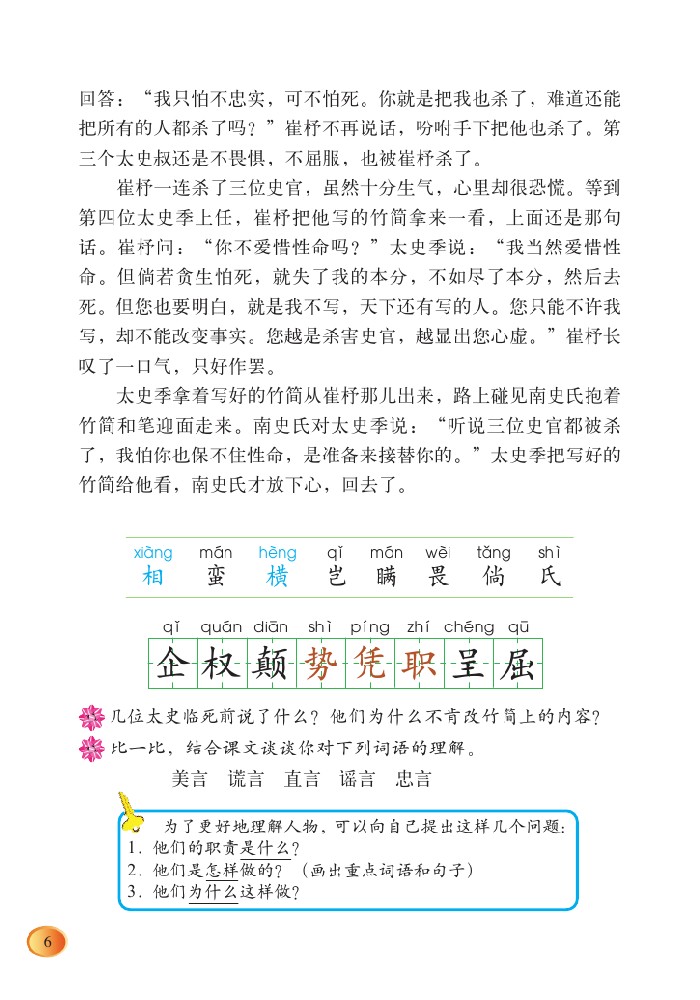 回答：“我只怕不忠实，可不怕死。你就是把我也杀了，难道还能
把所有的人都杀了吗？”崔杼不再说话，吩咐手下把他也杀了。第
三个太史叔还是不畏惧，不屈服，也被崔杼杀了。
崔杼一连杀了三位史官，虽然十分生气，心里却很恐慌。等到
第四位太史季上任，崔杼把他写的竹简拿来一看，上面还是那句
话。崔杼问：“你不爱惜性命吗？”太史季说：“我当然爱惜性
命。但倘若贪生怕死，就失了我的本分，不如尽了本分，然后去
死。但您也要明白，就是我不写，天下还有写的人。您只能不许我
写，却不能改变事实。您越是杀害史官，越显出您心虚。”崔杼长
叹了一口气，只好作罢。
太史季拿着写好的竹简从崔杼那儿出来，路上碰见南史氏抱着
竹简和笔迎面走来。南史氏对太史季说：“听说三位史官都被杀
了，我怕你也保不住性命，是准备来接替你的。”太史季把写好的
竹简给他看，南史氏才放下心，回去了。
xiàng mán hèng qǐ mán wèi tǎng shì
相 蛮 横 岂 瞒 畏 倘 氏
qǐ quán diān shì píng zhí chéng qū
企 权 颠 势 凭 职 呈 屈
几位太史临死前说了什么？他们为什么不肯改竹简上的内容？
比一比，结合课文谈谈你对下列词语的理解。
美言 谎言 直言 谣言 忠言
为了更好地理解人物，可以向自己提出这样几个问题：
1. 他们的职责是什么？
2. 他们是怎样做的？（画出重点词语和句子）
3. 他们为什么这样做？
6